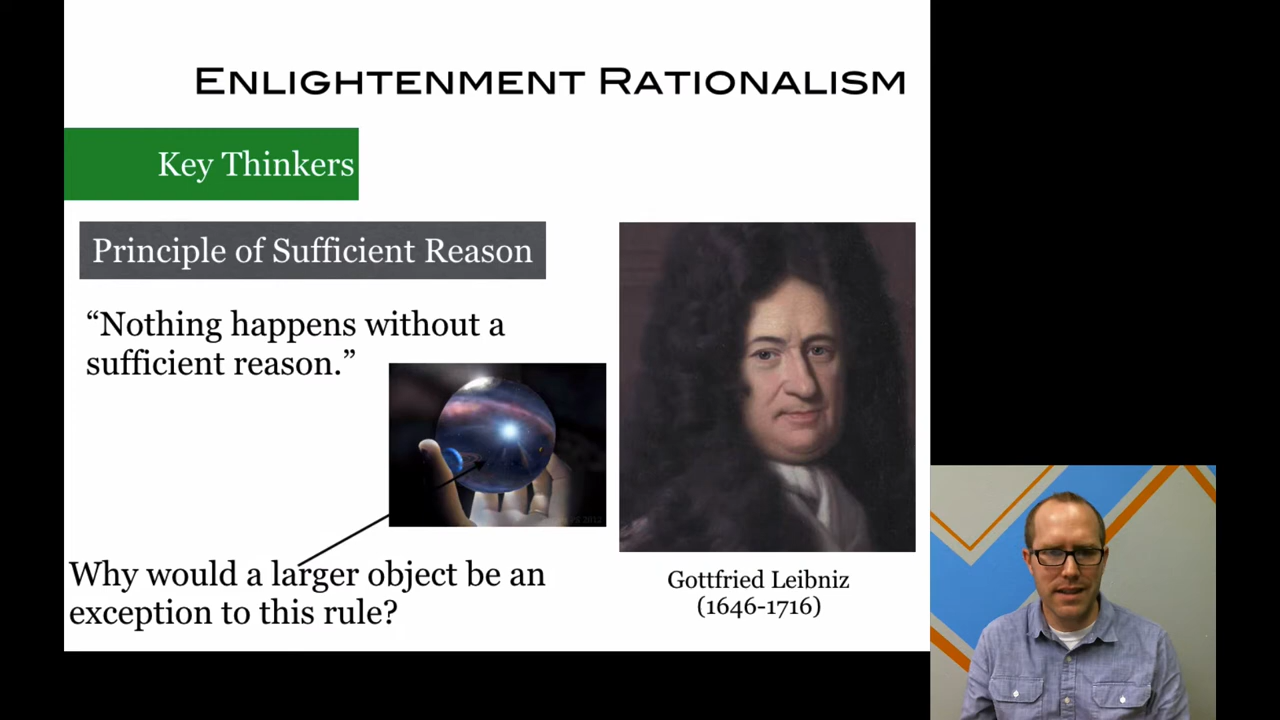 ENLIGHTENMENT RATIONALISM
Key Thinkers
Principle of Sufficient Reason
“Nothing happens without a
sufficient reason.”
Why would a larger object be an
exception to this rule?
Gottfried Leibniz
(1646-1716)